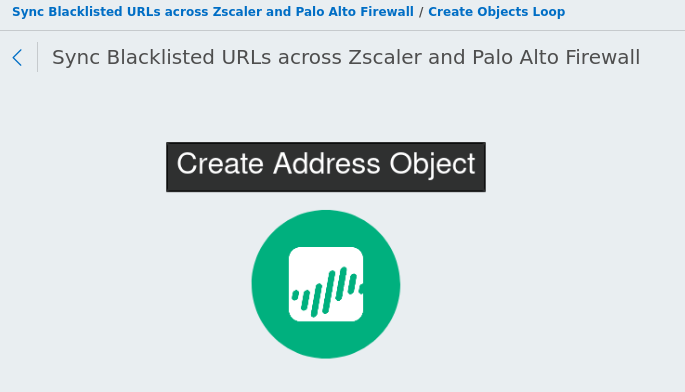 Sync Blacklisted URLs across Zscaler and Palo Alto Firewall / Create Objects Loop
Sync Blacklisted URLs across Zscaler and Palo Alto Firewall
Create Address Object